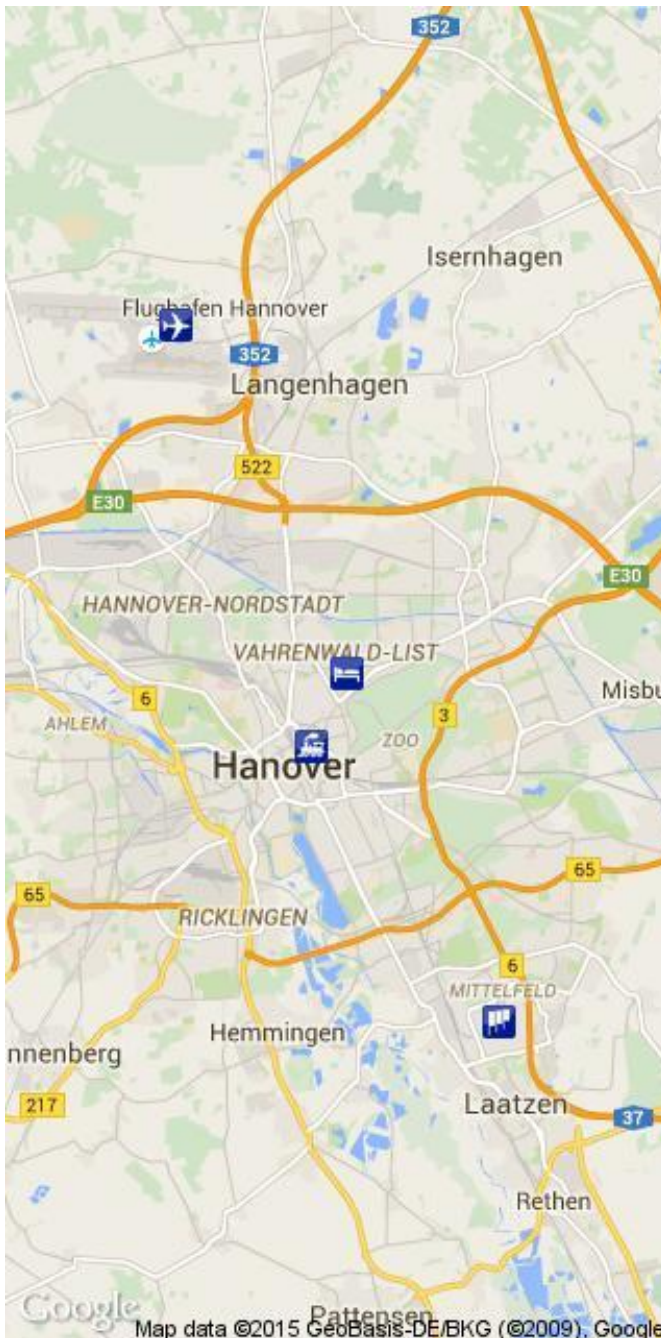 352
Isernhagen
Flughafen Hannover
352
Langenhagen
522
E30
E30
HANNOVER-NORDSTADT
VAHRENWALD-LIST
Misbu
6
3
AHLEM
ZOO
Hanover
65
65
RICKLINGEN
6
MITTELFELD
Hemmingen
nnenberg
217
Laatzen
37
Rethen
Google
Pattensen
Map data ©2015 GeoBasis-DE/BKG (©2009), Google